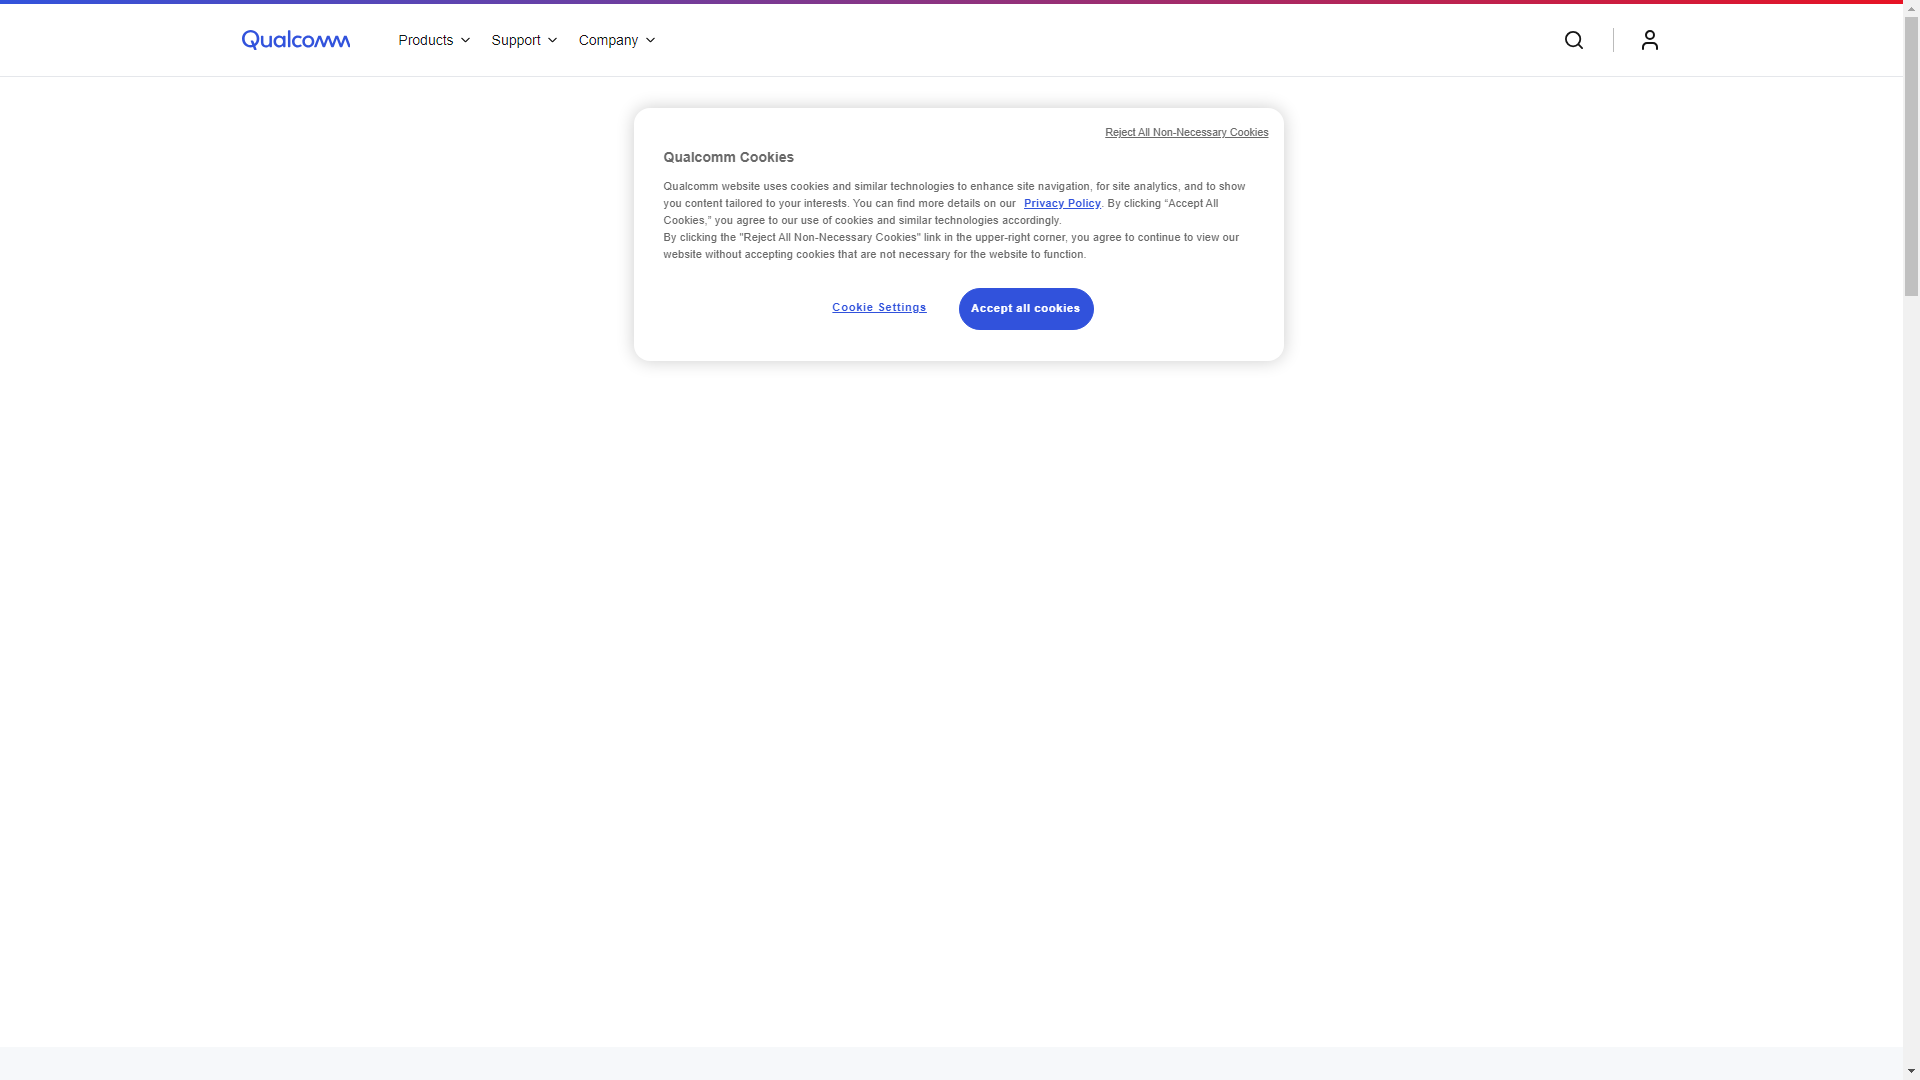 Qualcomm Products Support Company
Reject All Non-Necessary Cookies
Qualcomm Cookies
Qualcomm website uses cookies and similar technologies to enhance site navigation, for site analytics, and to show
you content tailored to your interests. You can find more details on our Privacy Policy. By clicking “Accept All
Cookies,” you agree to our use of cookies and similar technologies accordingly.
By clicking the "Reject All Non-Necessary Cookies" link in the upper-right corner, you agree to continue to view our
website without accepting cookies that are not necessary for the website to function.
Cookie Settings Accept all cookies